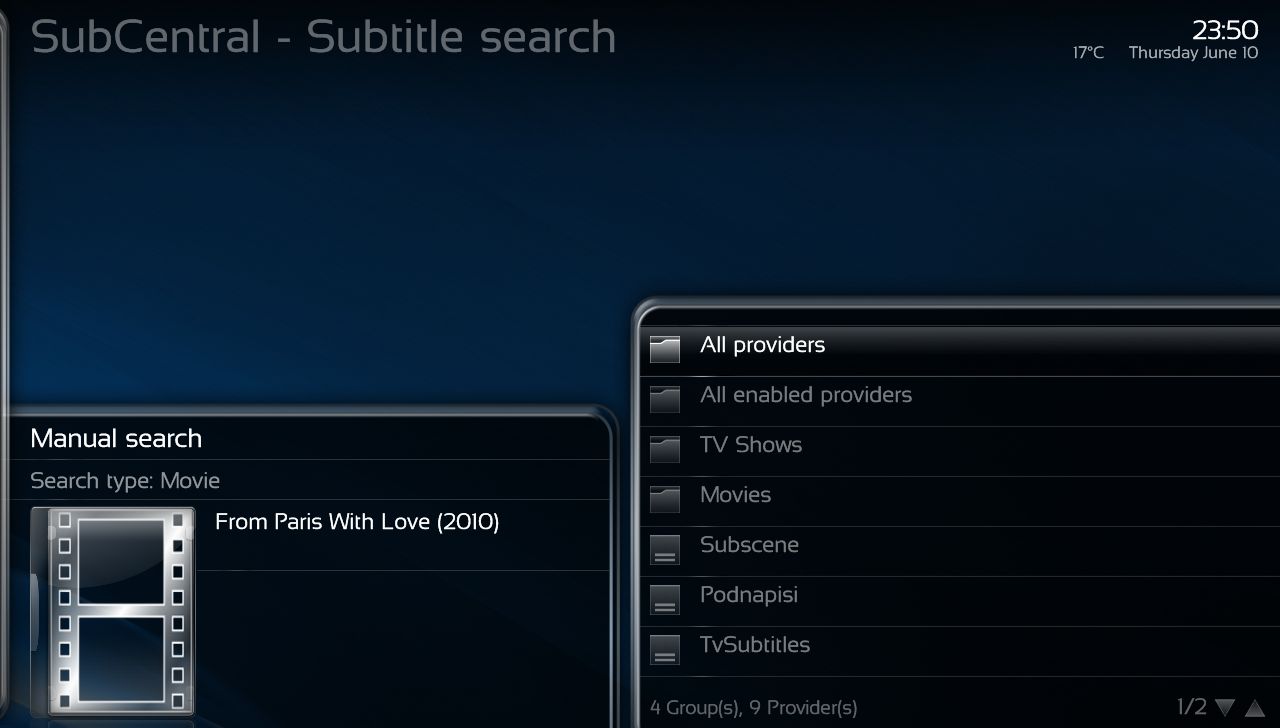 SubCentral - Subtitle search
23:50
17°C Thursday June 10
Manual search
Search type: Movie
From Paris With Love (2010)
All providers
All enabled providers
TV Shows
Movies
Subscene
Podnapisi
TvSubtitles
4 Group(s), 9 Provider(s)
1/2